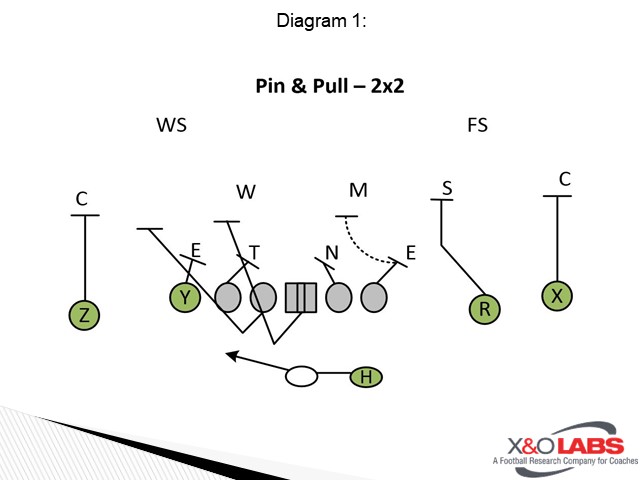 Diagram 1:
Pin & Pull – 2x2
WS FS
C W M S C
E T N E
Z Y R X
H
X&O LABS
A Football Research Company for Coaches